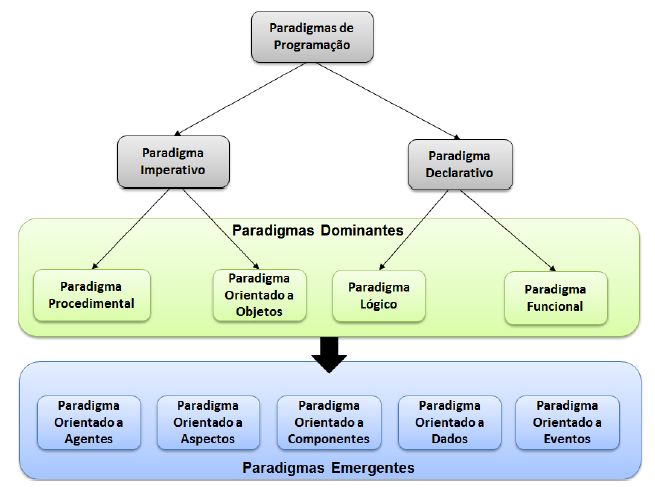 Paradigmas de
Programação
Paradigma
Imperativo
Paradigma
Declarativo
Paradigmas Dominantes
Paradigma
Procedimental
Paradigma
Orientado a
Objetos
Paradigma
Lógico
Paradigma
Funcional
Paradigma
Orientado a
Agentes
Paradigma
Orientado a
Aspectos
Paradigma
Orientado a
Componentes
Paradigma
Orientado a
Dados
Paradigma
Orientado a
Eventos
Paradigmas Emergentes